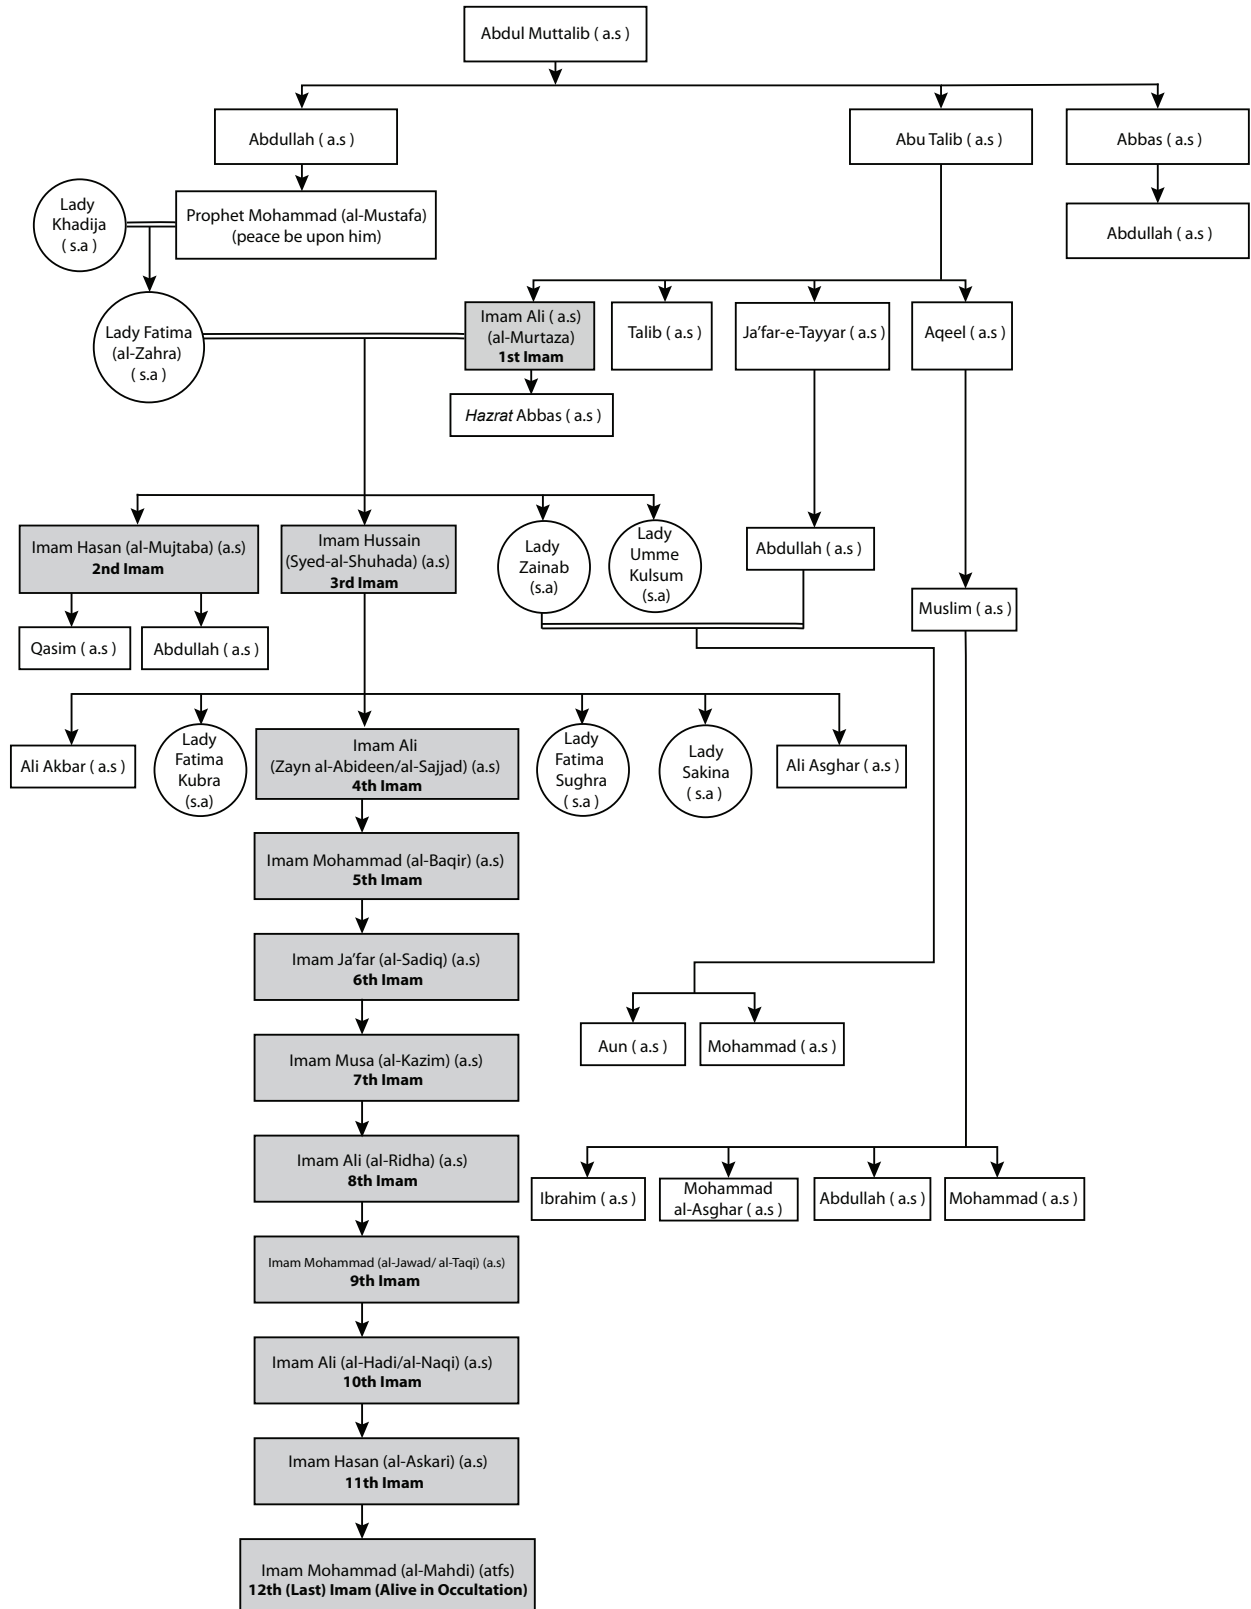 Abdul Muttalib ( a.s )
Abdullah ( a.s )
Abu Talib ( a.s )
Abbas ( a.s )
Lady
Khadija
( s.a )
Prophet Mohammad (al-Mustafa)
(peace be upon him)
Abdullah ( a.s )
Lady Fatima
(al-Zahra)
( s.a )
Imam Ali ( a.s)
(al-Murtaza)
1st Imam
Talib ( a.s )
Ja’far-e-Tayyar ( a.s )
Aqeel ( a.s )
Hazrat Abbas ( a.s )
Imam Hasan (al-Mujtaba) (a.s)
2nd Imam
Imam Hussain
(Syed-al-Shuhada) (a.s)
3rd Imam
Lady
Zainab
(s.a)
Lady
Umme
Kulsum
(s.a)
Abdullah ( a.s )
Muslim ( a.s )
Qasim ( a.s )
Abdullah ( a.s )
Ali Akbar ( a.s )
Lady
Fatima
Kubra
(s.a)
Imam Ali
(Zayn al-Abideen/al-Sajjad) (a.s)
4th Imam
Lady
Fatima
Sughra
( s.a )
Lady
Sakina
( s.a )
Ali Asghar ( a.s )
Imam Mohammad (al-Baqir) (a.s)
5th Imam
Imam Ja’far (al-Sadiq) (a.s)
6th Imam
Aun ( a.s )
Mohammad ( a.s )
Imam Musa (al-Kazim) (a.s)
7th Imam
Imam Ali (al-Ridha) (a.s)
8th Imam
Ibrahim ( a.s )
Mohammad
al-Asghar ( a.s )
Abdullah ( a.s )
Mohammad ( a.s )
Imam Mohammad (al-Jawad/ al-Taqi) (a.s)
9th Imam
Imam Ali (al-Hadi/al-Naqi) (a.s)
10th Imam
Imam Hasan (al-Askari) (a.s)
11th Imam
Imam Mohammad (al-Mahdi) (atfs)
12th (Last) Imam (Alive in Occultation)